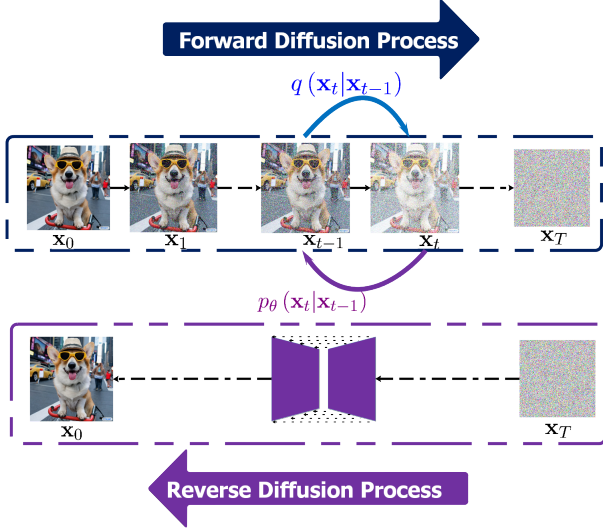 Forward Diffusion Process
q (x_t|x_{t−1})
x_0 x_1 x_{t−1} x_t x_T
p_θ (x_t|x_{t−1})
x_0 x_T
Reverse Diffusion Process